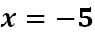 x = −5